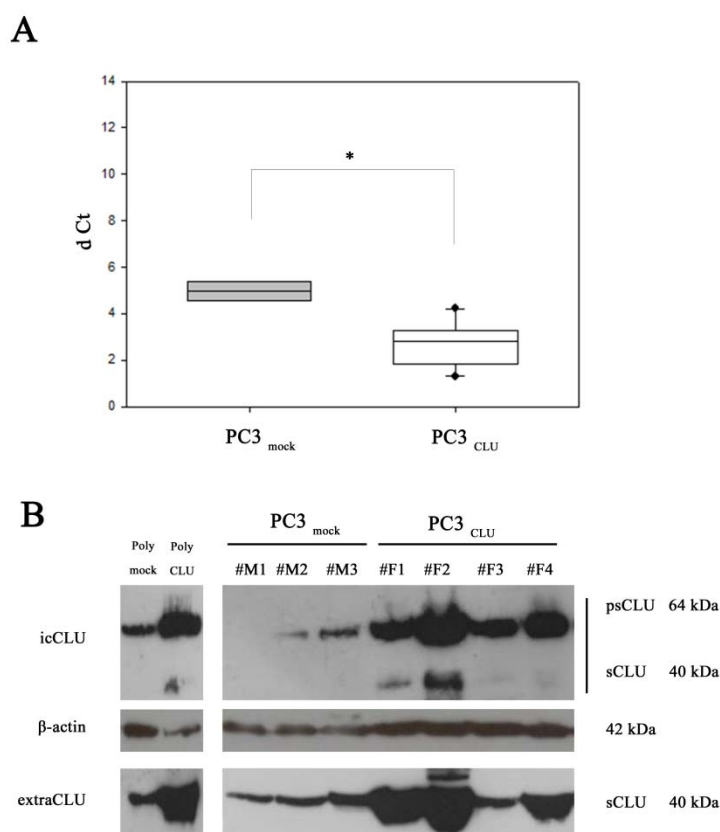 A
14
12
10
8
6
4
2
0
d Ct
*
PC3 mock
PC3 CLU
B
PC3 mock
PC3 CLU
Poly mock
Poly CLU
#M1 #M2 #M3 #F1 #F2 #F3 #F4
icCLU
psCLU 64 kDa
sCLU 40 kDa
β-actin
42 kDa
extraCLU
sCLU 40 kDa